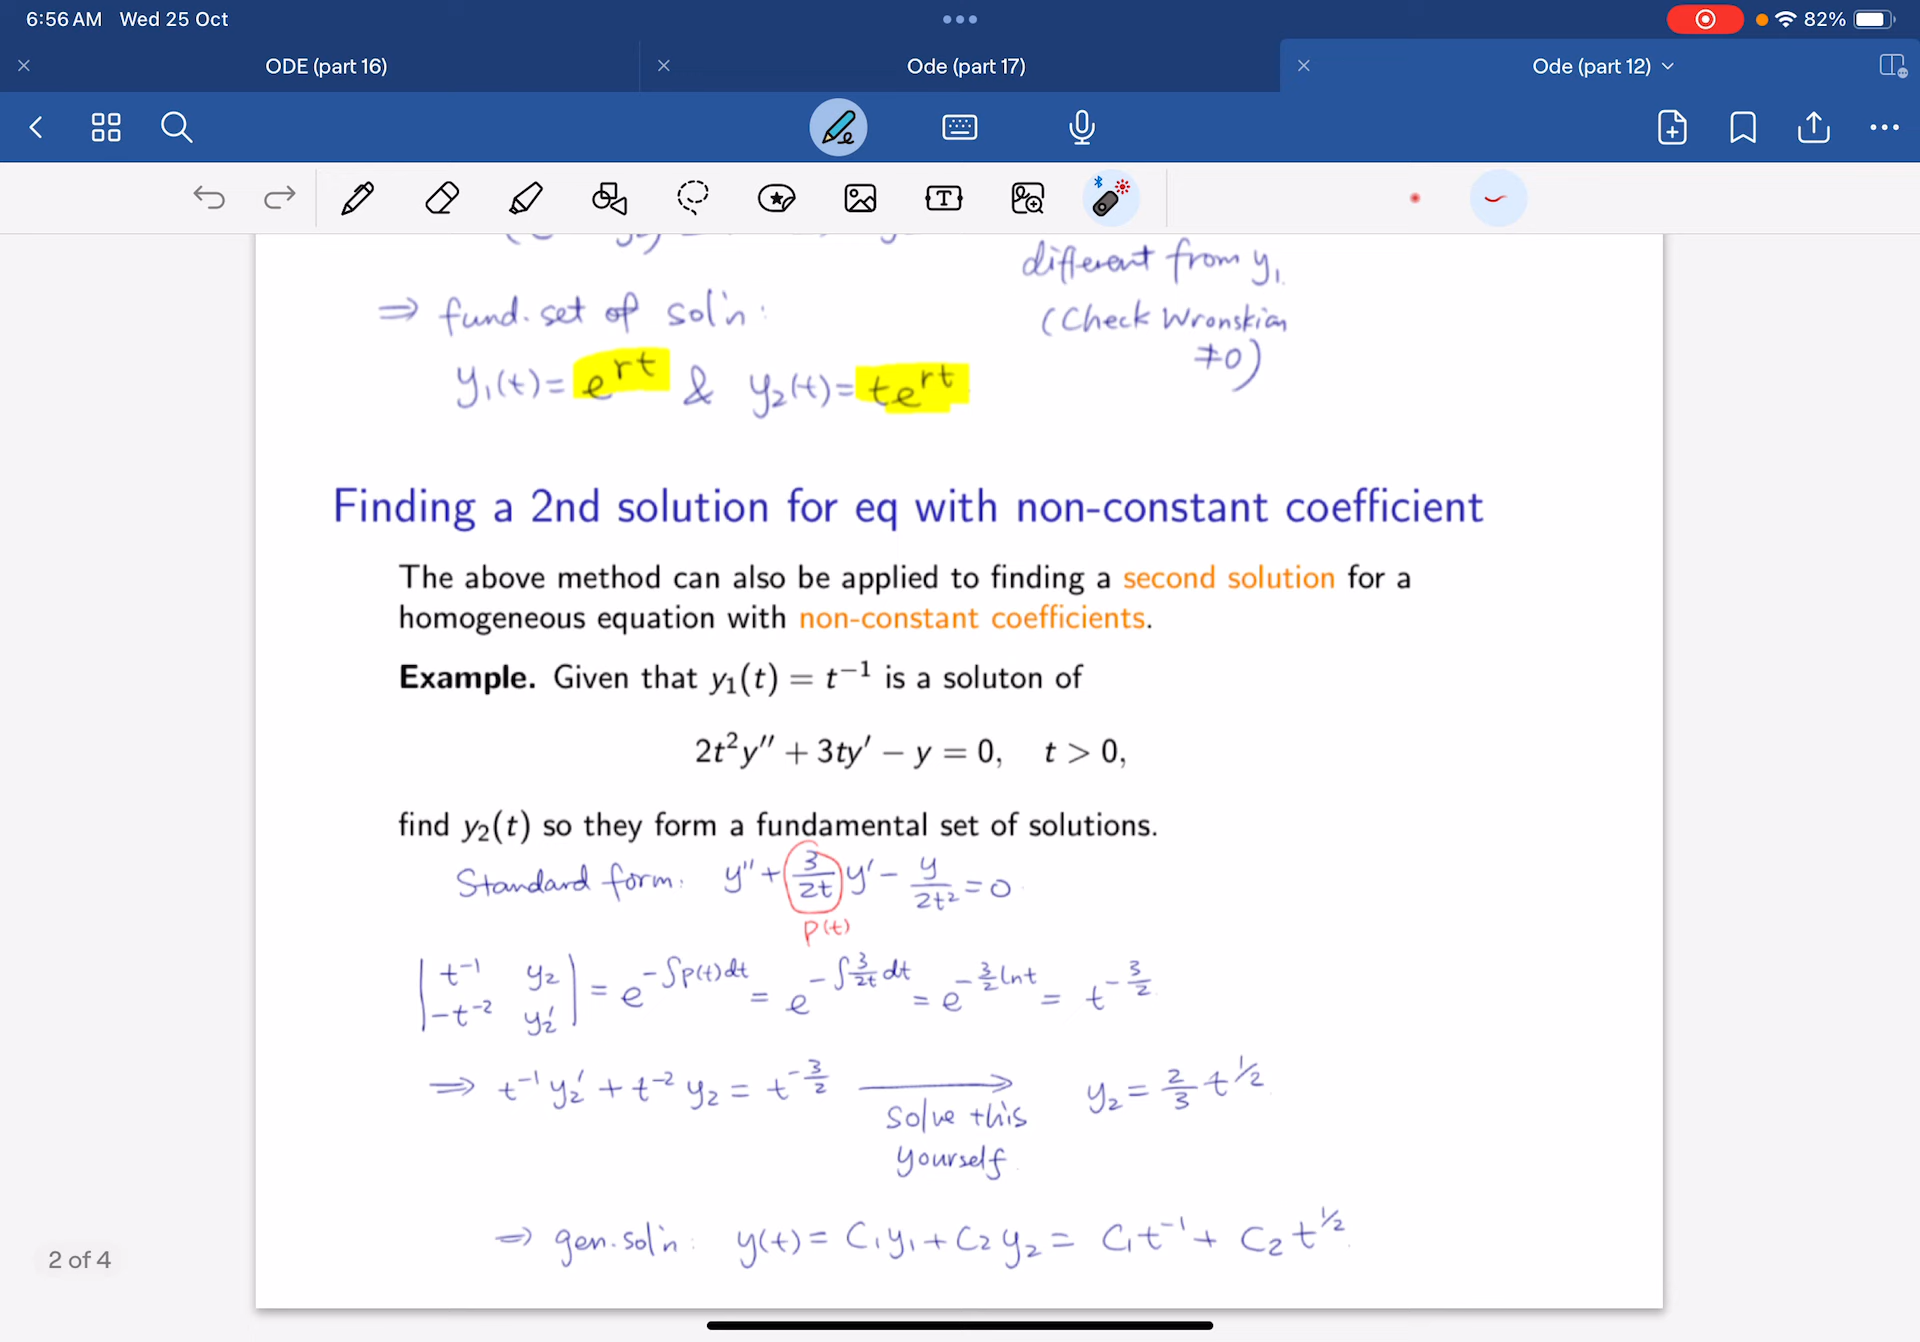 6:56 AM Wed 25 Oct
82%
ODE (part 16)
Ode (part 17)
Ode (part 12)
different from y₁
⇒ fund. set of sol'n:
(Check Wronskian
≠0)
y₁(t)= e^{rt} & y₂(t)= te^{rt}
Finding a 2nd solution for eq with non-constant coefficient
The above method can also be applied to finding a second solution for a
homogeneous equation with non-constant coefficients.
Example. Given that y₁(t) = t⁻¹ is a soluton of
2t²y″ + 3ty′ − y = 0, t > 0,
find y₂(t) so they form a fundamental set of solutions.
Standard form: y″ + (3/2t) y′ − y/2t² = 0
p(t)
| t⁻¹ y₂ ; −t⁻² y₂′ | = e^{−∫p(t)dt} = e^{−∫3/2t dt} = e^{−3/2 ln t} = t^{−3/2}
⇒ t⁻¹y₂′ + t⁻²y₂ = t^{−3/2} ⟶ y₂ = 2/3 t^{1/2}
Solve this
yourself
⇒ gen. sol'n: y(t) = C₁y₁ + C₂y₂ = C₁t⁻¹ + C₂t^{1/2}
2 of 4